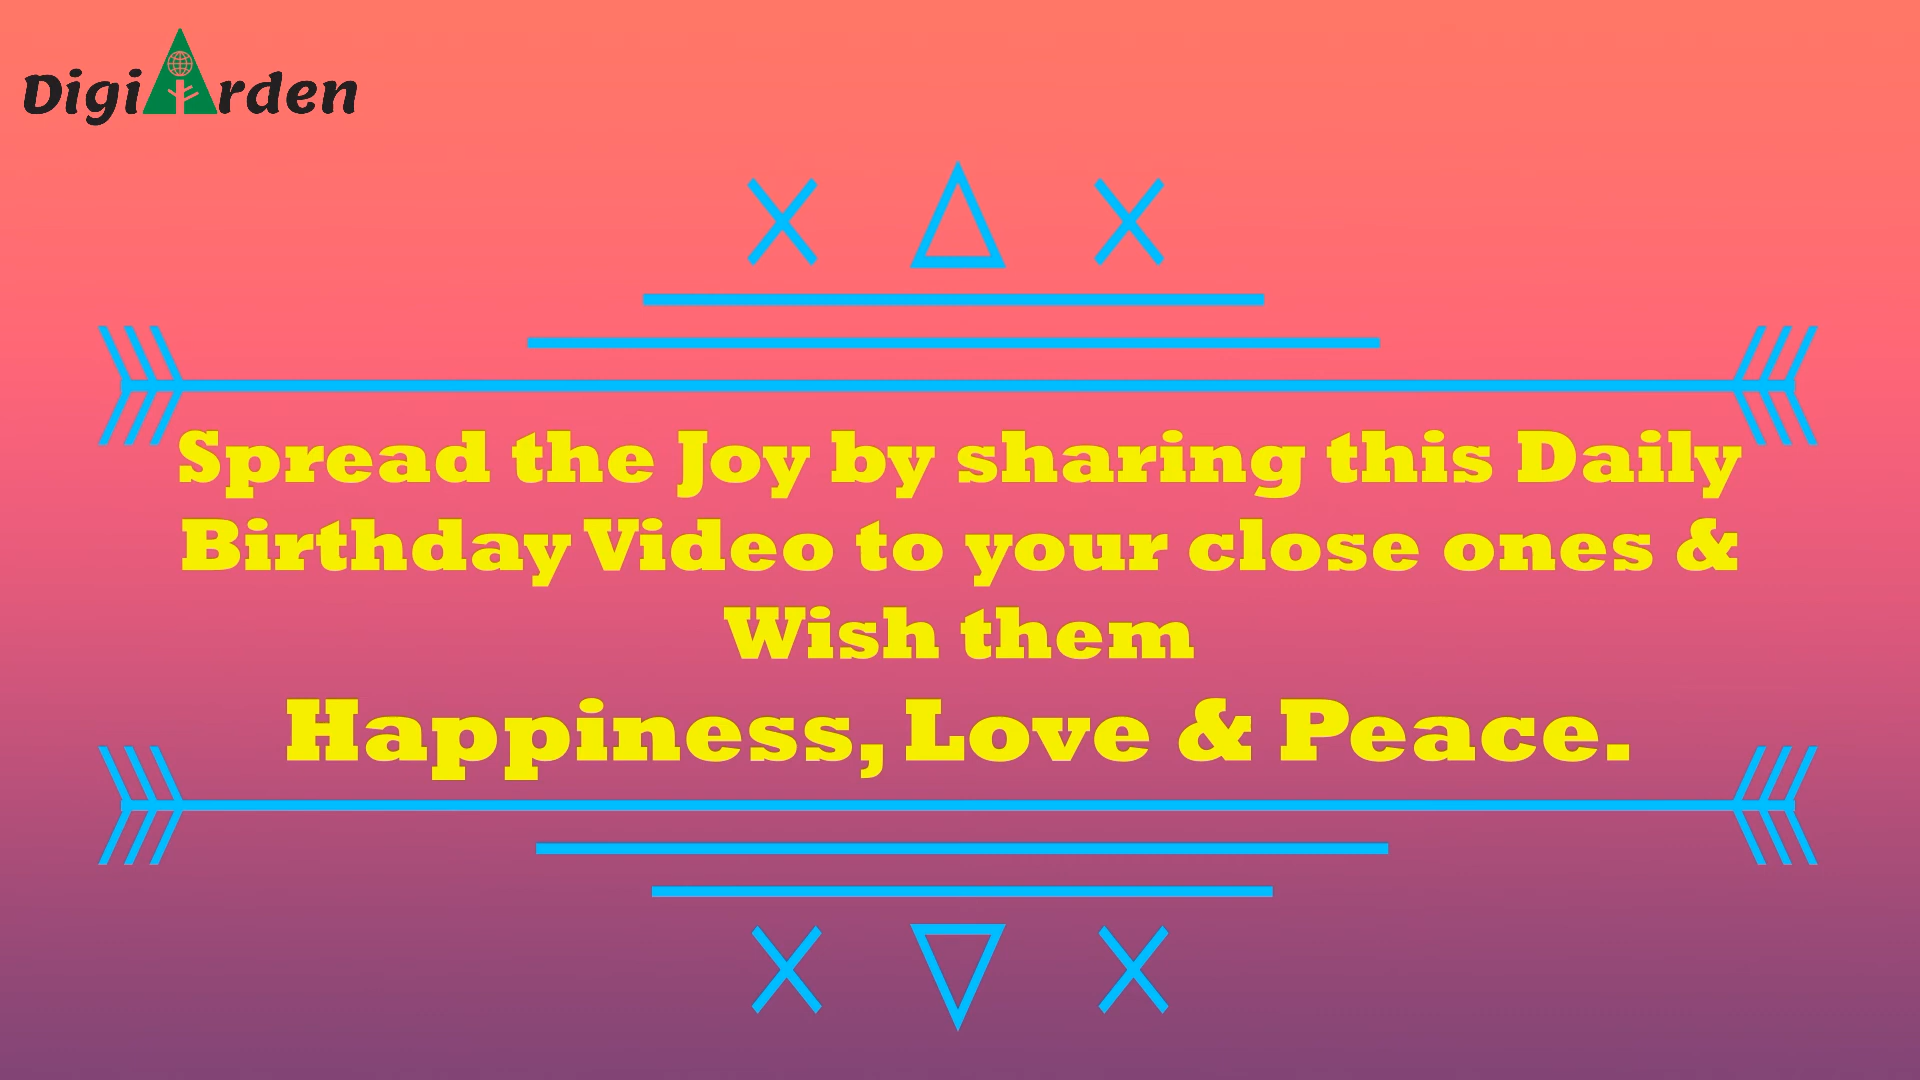 DigiArden
Spread the Joy by sharing this Daily
Birthday Video to your close ones &
Wish them
Happiness, Love & Peace.